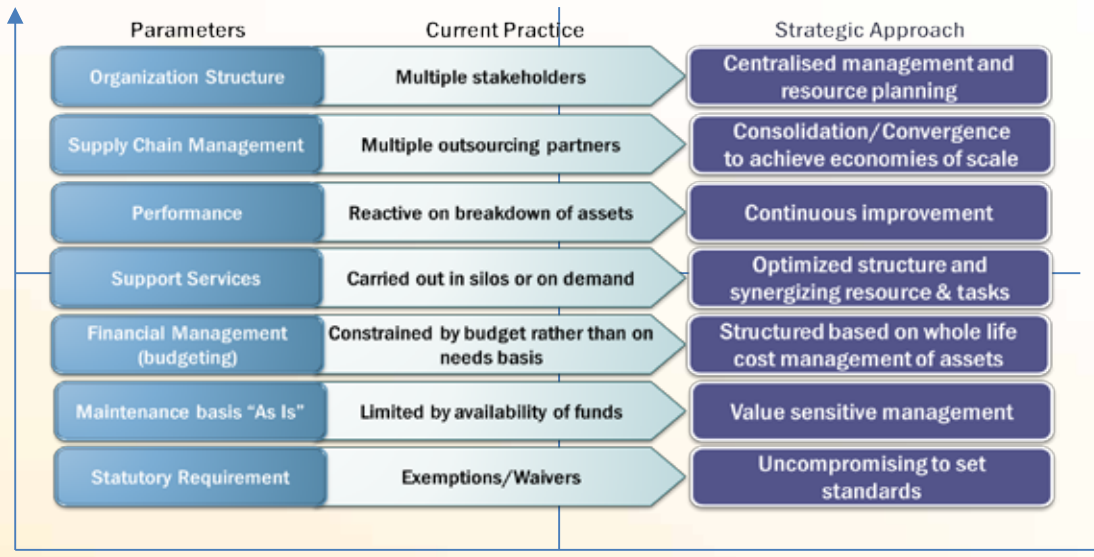 Parameters Current Practice Strategic Approach
Organization Structure
Multiple stakeholders
Centralised management and
resource planning
Supply Chain Management
Multiple outsourcing partners
Consolidation/Convergence
to achieve economies of scale
Performance
Reactive on breakdown of assets
Continuous improvement
Support Services
Carried out in silos or on demand
Optimized structure and
synergizing resource & tasks
Financial Management
(budgeting)
Constrained by budget rather than on
needs basis
Structured based on whole life
cost management of assets
Maintenance basis "As Is"
Limited by availability of funds
Value sensitive management
Statutory Requirement
Exemptions/Waivers
Uncompromising to set
standards